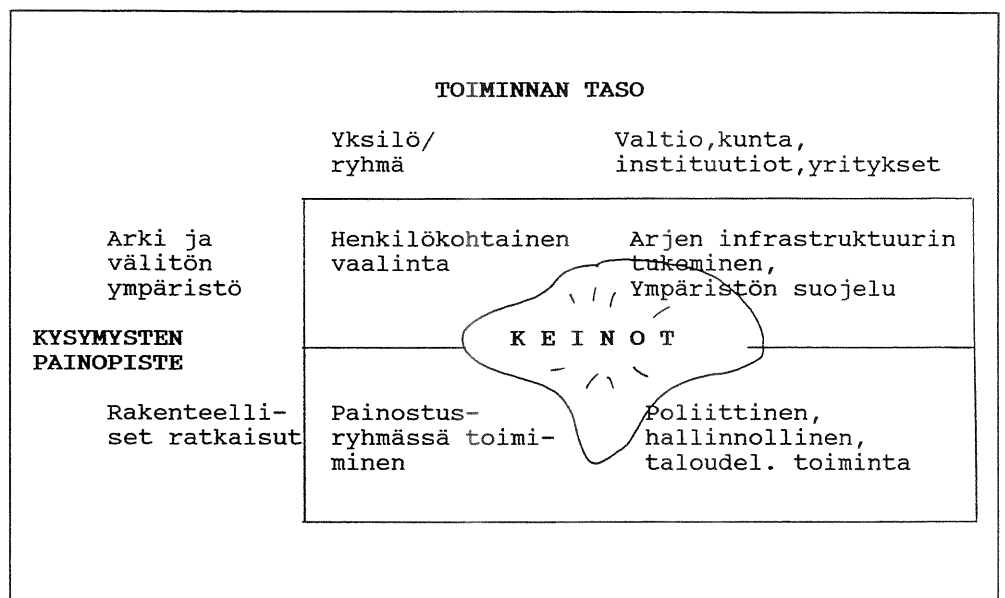 TOIMINNAN TASO
Yksilö/
ryhmä
Valtio,kunta,
instituutiot,yritykset
Arki ja
välitön
ympäristö
Henkilökohtainen
vaalinta
Arjen infrastruktuurin
tukeminen,
Ympäristön suojelu
KYSYMYSTEN
PAINOPISTE
K E I N O T
Rakenteelli-
set ratkaisut
Painostus-
ryhmässä toimi-
minen
Poliittinen,
hallinnollinen,
taloudel. toiminta